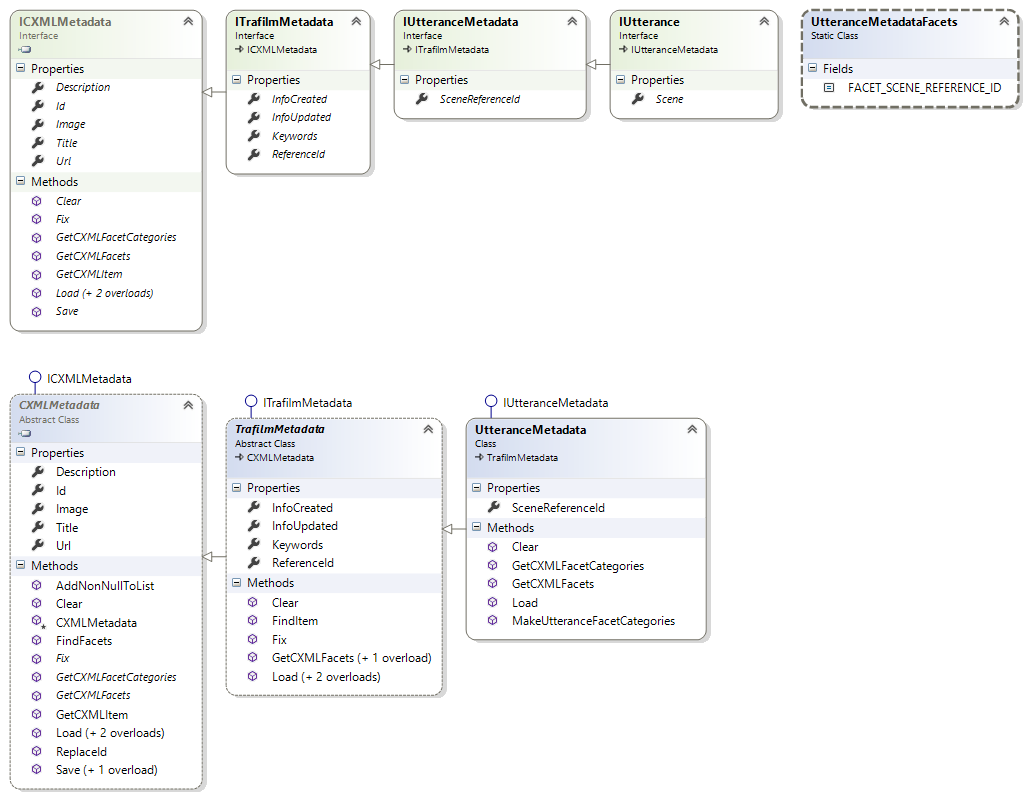 ICXMLMetadata
Interface
Properties
Description
Id
Image
Title
Url
Methods
Clear
Fix
GetCXMLFacetCategories
GetCXMLFacets
GetCXMLItem
Load (+ 2 overloads)
Save
ITrafilmMetadata
Interface
ICXMLMetadata
Properties
InfoCreated
InfoUpdated
Keywords
ReferenceId
IUtteranceMetadata
Interface
ITrafilmMetadata
Properties
SceneReferenceId
IUtterance
Interface
IUtteranceMetadata
Properties
Scene
UtteranceMetadataFacets
Static Class
Fields
FACET_SCENE_REFERENCE_ID
ICXMLMetadata
CXMLMetadata
Abstract Class
Properties
Description
Id
Image
Title
Url
Methods
AddNonNullToList
Clear
CXMLMetadata
FindFacets
Fix
GetCXMLFacetCategories
GetCXMLFacets
GetCXMLItem
Load (+ 2 overloads)
ReplaceId
Save (+ 1 overload)
ITrafilmMetadata
TrafilmMetadata
Abstract Class
CXMLMetadata
Properties
InfoCreated
InfoUpdated
Keywords
ReferenceId
Methods
Clear
FindItem
Fix
GetCXMLFacets (+ 1 overload)
Load (+ 2 overloads)
IUtteranceMetadata
UtteranceMetadata
Class
TrafilmMetadata
Properties
SceneReferenceId
Methods
Clear
GetCXMLFacetCategories
GetCXMLFacets
Load
MakeUtteranceFacetCategories